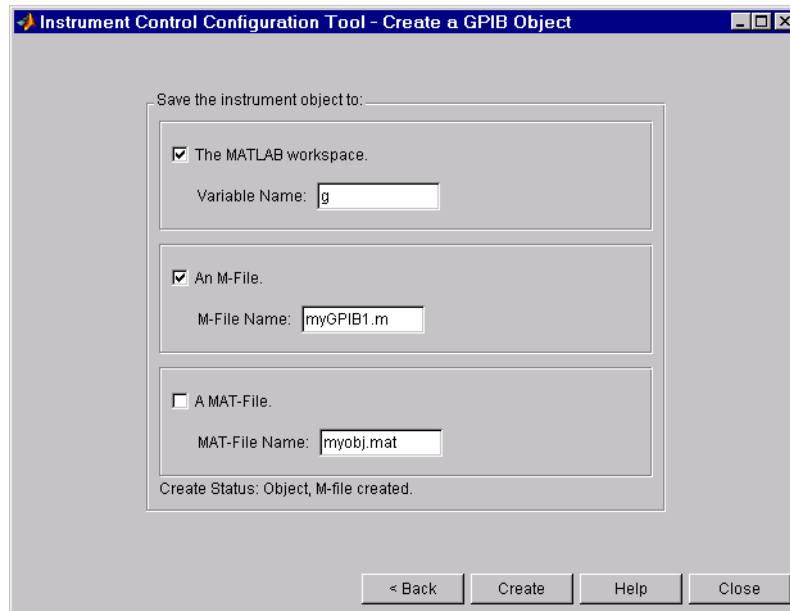 Instrument Control Configuration Tool - Create a GPIB Object
Save the instrument object to:
The MATLAB workspace.
Variable Name: g
An M-File.
M-File Name: myGPIB1.m
A MAT-File.
MAT-File Name: myobj.mat
Create Status: Object, M-file created.
< Back Create Help Close